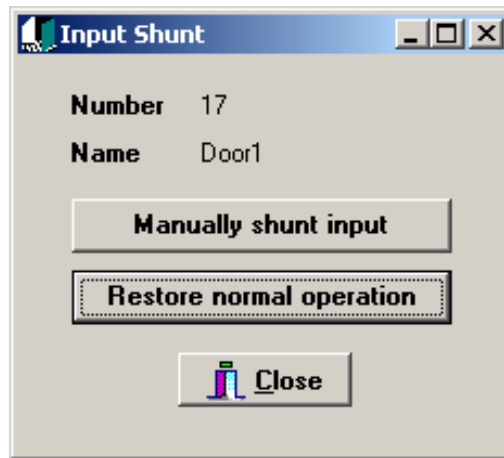 Input Shunt
Number 17
Name Door1
Manually shunt input
Restore normal operation
Close